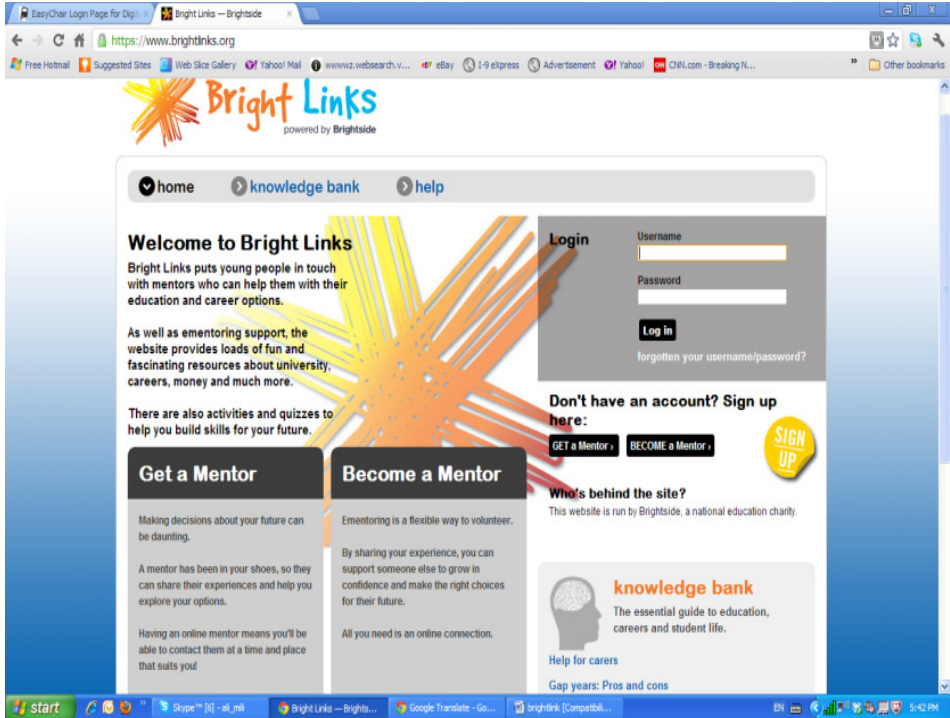 EasyChair Login Page for Digit
Bright Links — Brightside
https://www.brightlinks.org
Free Hotmail Suggested Sites Web Slice Gallery Yahoo! Mail eBay I-9 eXpress Advertisement Yahoo! CNN.com - Breaking N... » Other bookmarks
Bright Links
powered by Brightside
home knowledge bank help
Welcome to Bright Links
Bright Links puts young people in touch
with mentors who can help them with their
education and career options.
As well as ementoring support, the
website provides loads of fun and
fascinating resources about university,
careers, money and much more.
There are also activities and quizzes to
help you build skills for your future.
Login
Username
Password
Log in
forgotten your username/password?
Don't have an account? Sign up
here:
GET a Mentor › BECOME a Mentor ›
SIGN
UP
Who's behind the site?
This website is run by Brightside, a national education charity.
Get a Mentor
Making decisions about your future can
be daunting.
A mentor has been in your shoes, so they
can share their experiences and help you
explore your options.
Having an online mentor means you'll be
able to contact them at a time and place
that suits you!
Become a Mentor
Ementoring is a flexible way to volunteer.
By sharing your experience, you can
support someone else to grow in
confidence and make the right choices
for their future.
All you need is an online connection.
knowledge bank
The essential guide to education,
careers and student life.
Help for carers
Gap years: Pros and cons
start » Skype™ [6] - ali_mli Bright Links — Brights... Google Translate - Go... brightlink [Compatibili... EN 5:42 PM